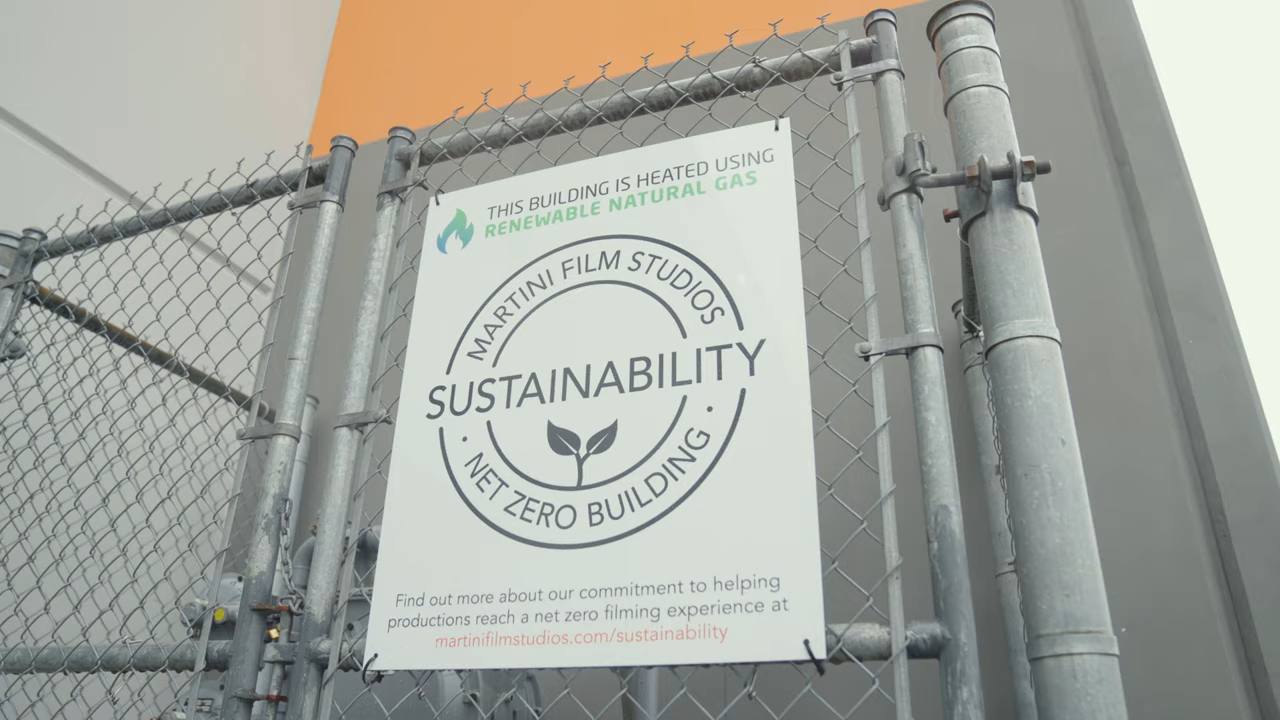 THIS BUILDING IS HEATED USING
RENEWABLE NATURAL GAS
MARTINI FILM STUDIOS
SUSTAINABILITY
· NET ZERO BUILDING ·
Find out more about our commitment to helping
productions reach a net zero filming experience at
martinifilmstudios.com/sustainability